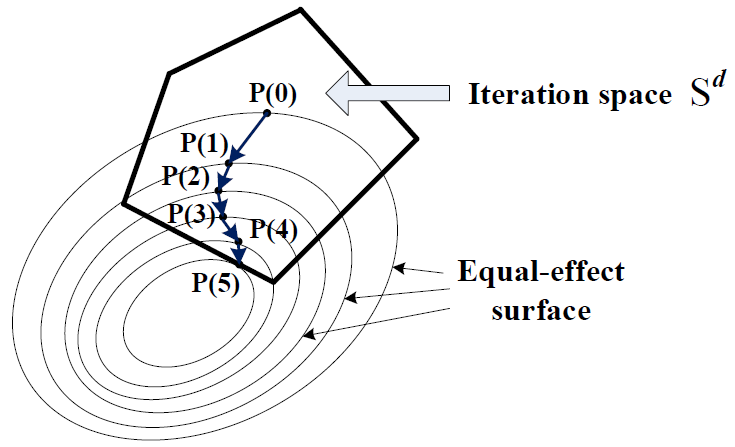 P(0)
Iteration space S^d
P(1)
P(2)
P(3)
P(4)
P(5)
Equal-effect
surface